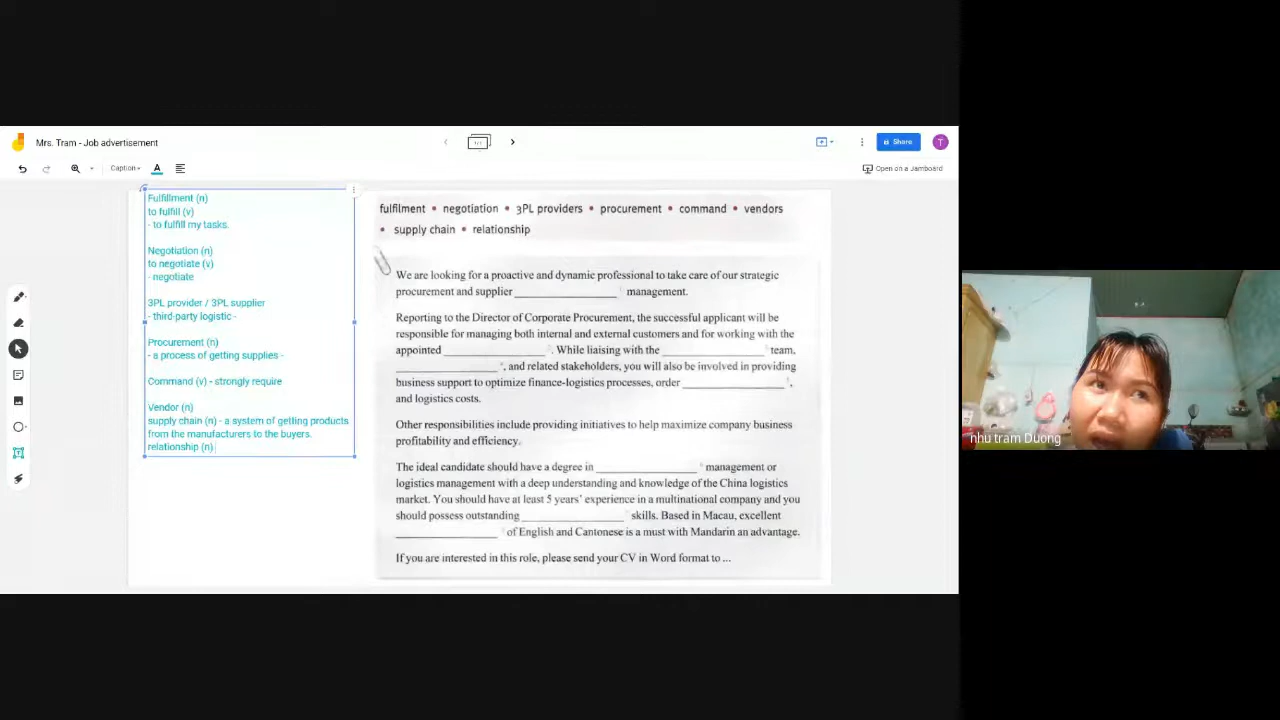 Mrs. Tram - Job advertisement
Share
T
Caption
A
Open on a Jamboard
Fulfillment (n)
to fulfill (v)
- to fulfill my tasks.
Negotiation (n)
to negotiate (v)
- negotiate
3PL provider / 3PL supplier
- third-party logistic -
Procurement (n)
- a process of getting supplies -
Command (v) - strongly require
Vendor (n)
supply chain (n) - a system of getting products
from the manufacturers to the buyers.
relationship (n)
fulfilment • negotiation • 3PL providers • procurement • command • vendors
• supply chain • relationship
We are looking for a proactive and dynamic professional to take care of our strategic
procurement and supplier ____________ 1 management.
Reporting to the Director of Corporate Procurement, the successful applicant will be
responsible for managing both internal and external customers and for working with the
appointed ____________ . While liaising with the ____________ team,
____________ , and related stakeholders, you will also be involved in providing
business support to optimize finance-logistics processes, order ____________ ,
and logistics costs.
Other responsibilities include providing initiatives to help maximize company business
profitability and efficiency.
The ideal candidate should have a degree in ____________ management or
logistics management with a deep understanding and knowledge of the China logistics
market. You should have at least 5 years' experience in a multinational company and you
should possess outstanding ____________ skills. Based in Macau, excellent
____________ of English and Cantonese is a must with Mandarin an advantage.
If you are interested in this role, please send your CV in Word format to ...
nhu tram Duong